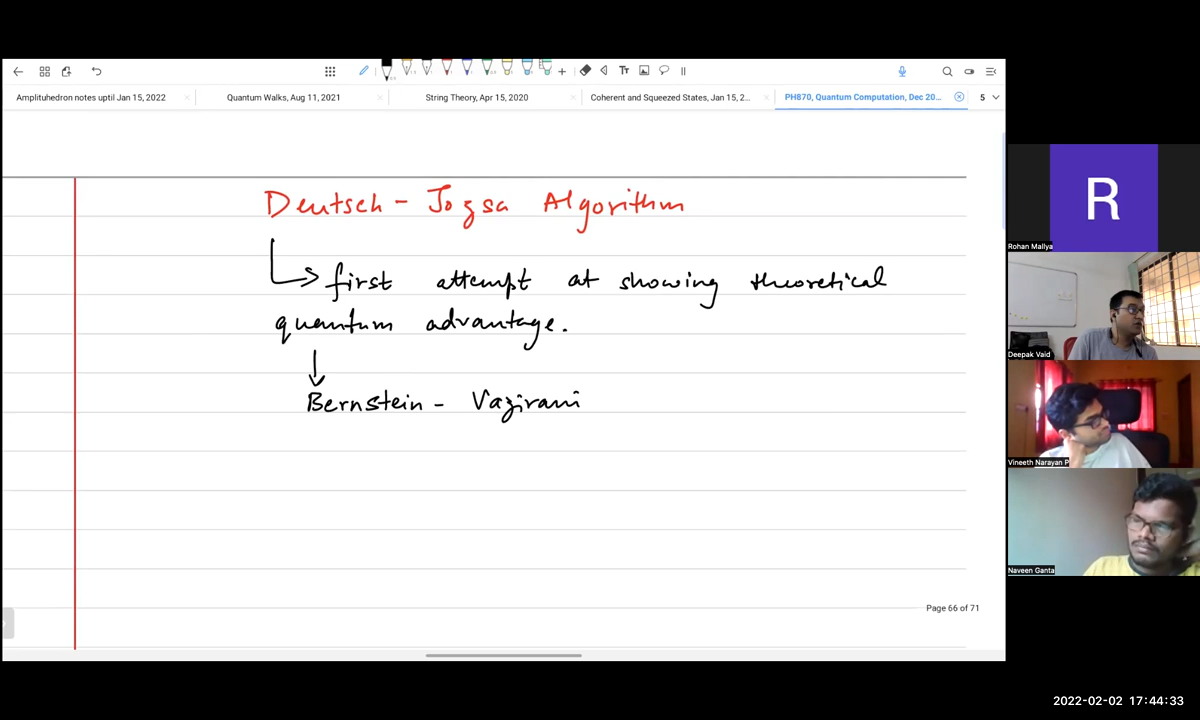 Amplituhedron notes uptil Jan 15, 2022
Quantum Walks, Aug 11, 2021
String Theory, Apr 15, 2020
Coherent and Squeezed States, Jan 15, 2...
PH870, Quantum Computation, Dec 20...
5
Deutsch - Jozsa Algorithm
first attempt at showing theoretical
quantum advantage.
Bernstein - Vazirani
Page 66 of 71
R
Rohan Mallya
Deepak Vaid
Vineeth Narayan P
Naveen Ganta
2022-02-02 17:44:33